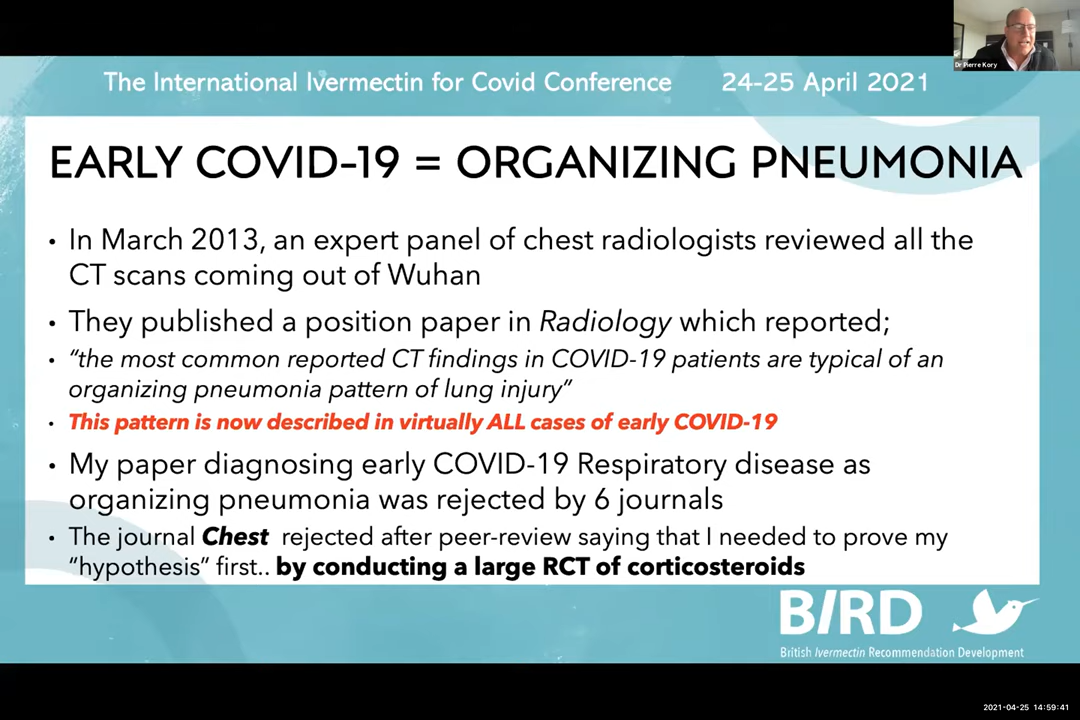 Dr Pierre Kory
The International Ivermectin for Covid Conference 24-25 April 2021
EARLY COVID-19 = ORGANIZING PNEUMONIA
• In March 2013, an expert panel of chest radiologists reviewed all the
CT scans coming out of Wuhan
• They published a position paper in Radiology which reported;
• “the most common reported CT findings in COVID-19 patients are typical of an
organizing pneumonia pattern of lung injury”
• This pattern is now described in virtually ALL cases of early COVID-19
• My paper diagnosing early COVID-19 Respiratory disease as
organizing pneumonia was rejected by 6 journals
• The journal Chest rejected after peer-review saying that I needed to prove my
“hypothesis” first.. by conducting a large RCT of corticosteroids
BIRD
British Ivermectin Recommendation Development
2021-04-25 14:59:41